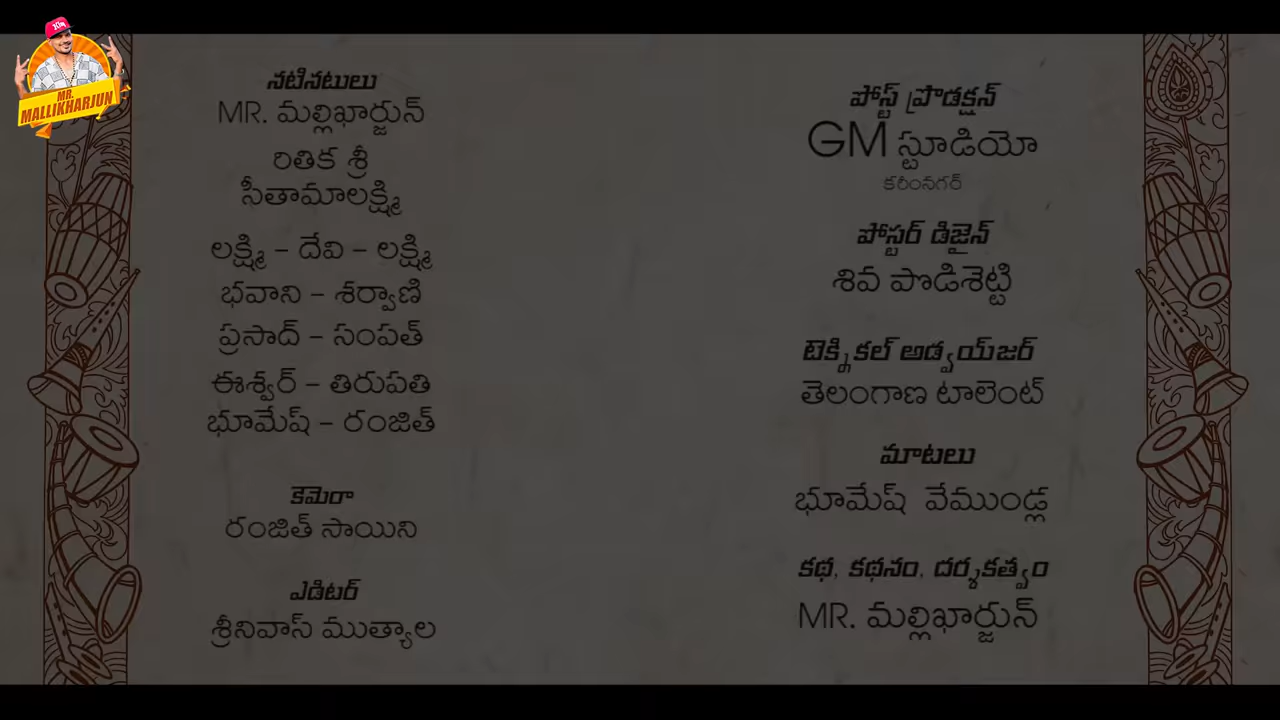 MR.
MALLIKHARJUN
నటీనటులు
MR. మల్లిఖార్జున్
రితిక శ్రీ
సీతామాలక్ష్మి
లక్ష్మి - దేవి - లక్ష్మి
భవాని - శర్వాణి
ప్రసాద్ - సంపత్
ఈశ్వర్ - తిరుపతి
భూమేష్ - రంజిత్
కెమెరా
రంజిత్ సాయిని
ఎడిటర్
శ్రీనివాస్ ముత్యాల
పోస్ట్ ప్రొడక్షన్
GM స్టూడియో
కరీంనగర్
పోస్టర్ డిజైన్
శివ పొడిశెట్టి
టెక్నికల్ అడ్వయ్‌జర్
తెలంగాణ టాలెంట్
మాటలు
భూమేష్ వేముండ్ల
కథ, కథనం, దర్శకత్వం
MR. మల్లిఖార్జున్